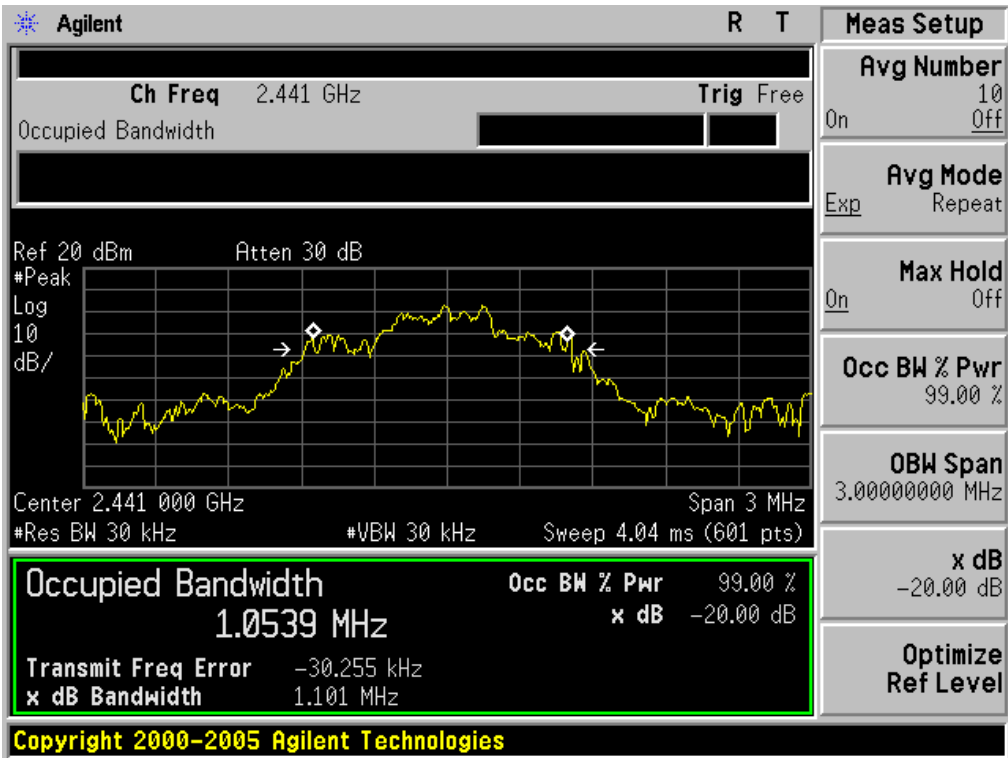 Agilent R T
Ch Freq 2.441 GHz Trig Free
Occupied Bandwidth
Ref 20 dBm Atten 30 dB
#Peak
Log
10
dB/
Center 2.441 000 GHz Span 3 MHz
#Res BW 30 kHz #VBW 30 kHz Sweep 4.04 ms (601 pts)
Occupied Bandwidth Occ BW % Pwr 99.00 %
1.0539 MHz x dB -20.00 dB
Transmit Freq Error -30.255 kHz
x dB Bandwidth 1.101 MHz
Copyright 2000-2005 Agilent Technologies
Meas Setup
Avg Number
10
On Off
Avg Mode
Exp Repeat
Max Hold
On Off
Occ BW % Pwr
99.00 %
OBW Span
3.00000000 MHz
x dB
-20.00 dB
Optimize
Ref Level